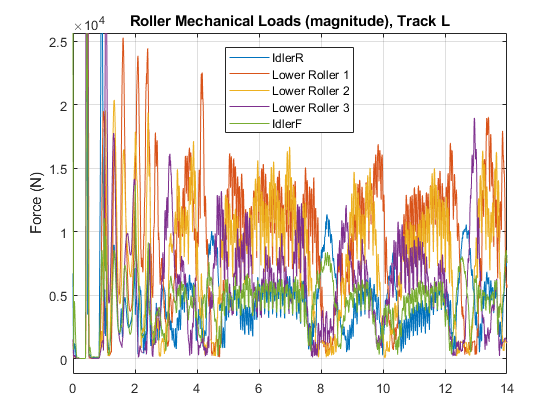 Roller Mechanical Loads (magnitude), Track L
×10⁴
2.5
2
1.5
1
0.5
0
Force (N)
IdlerR
Lower Roller 1
Lower Roller 2
Lower Roller 3
IdlerF
0 2 4 6 8 10 12 14